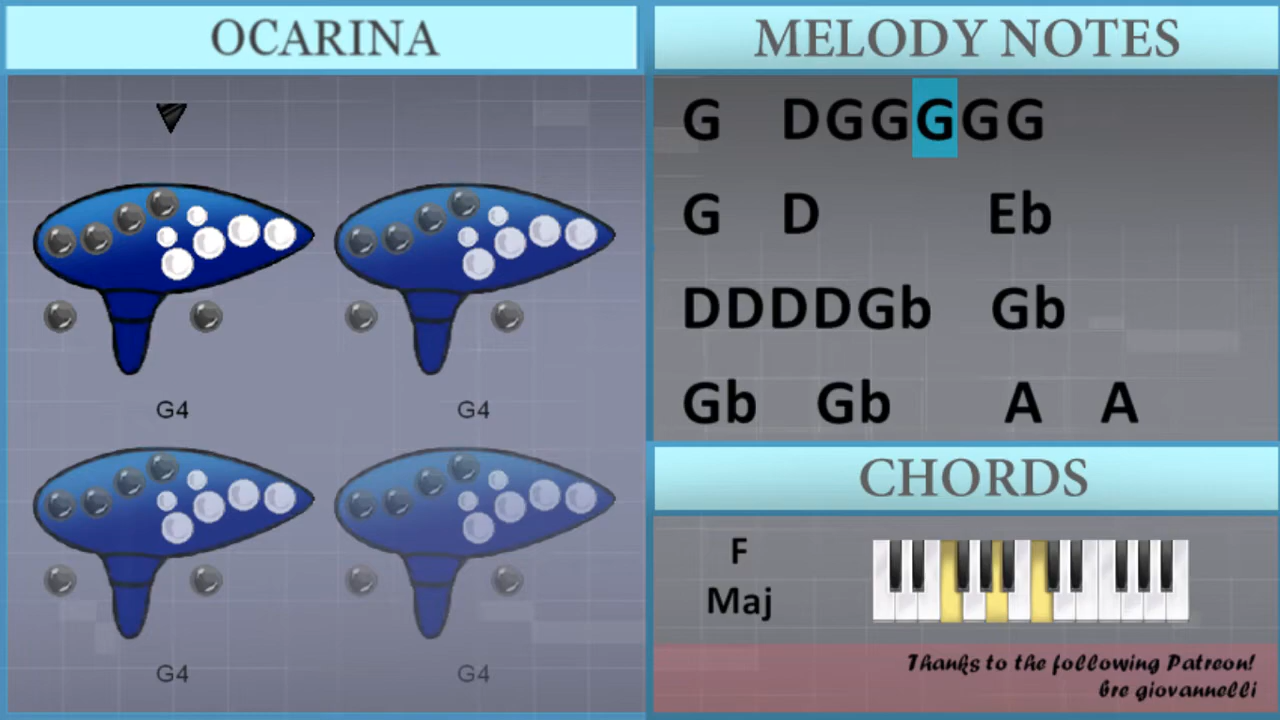 OCARINA
G4
G4
G4
G4
MELODY NOTES
G DGGGGG
G D Eb
DDDDGb Gb
Gb Gb A A
CHORDS
F
Maj
Thanks to the following Patreon!
bre giovannelli